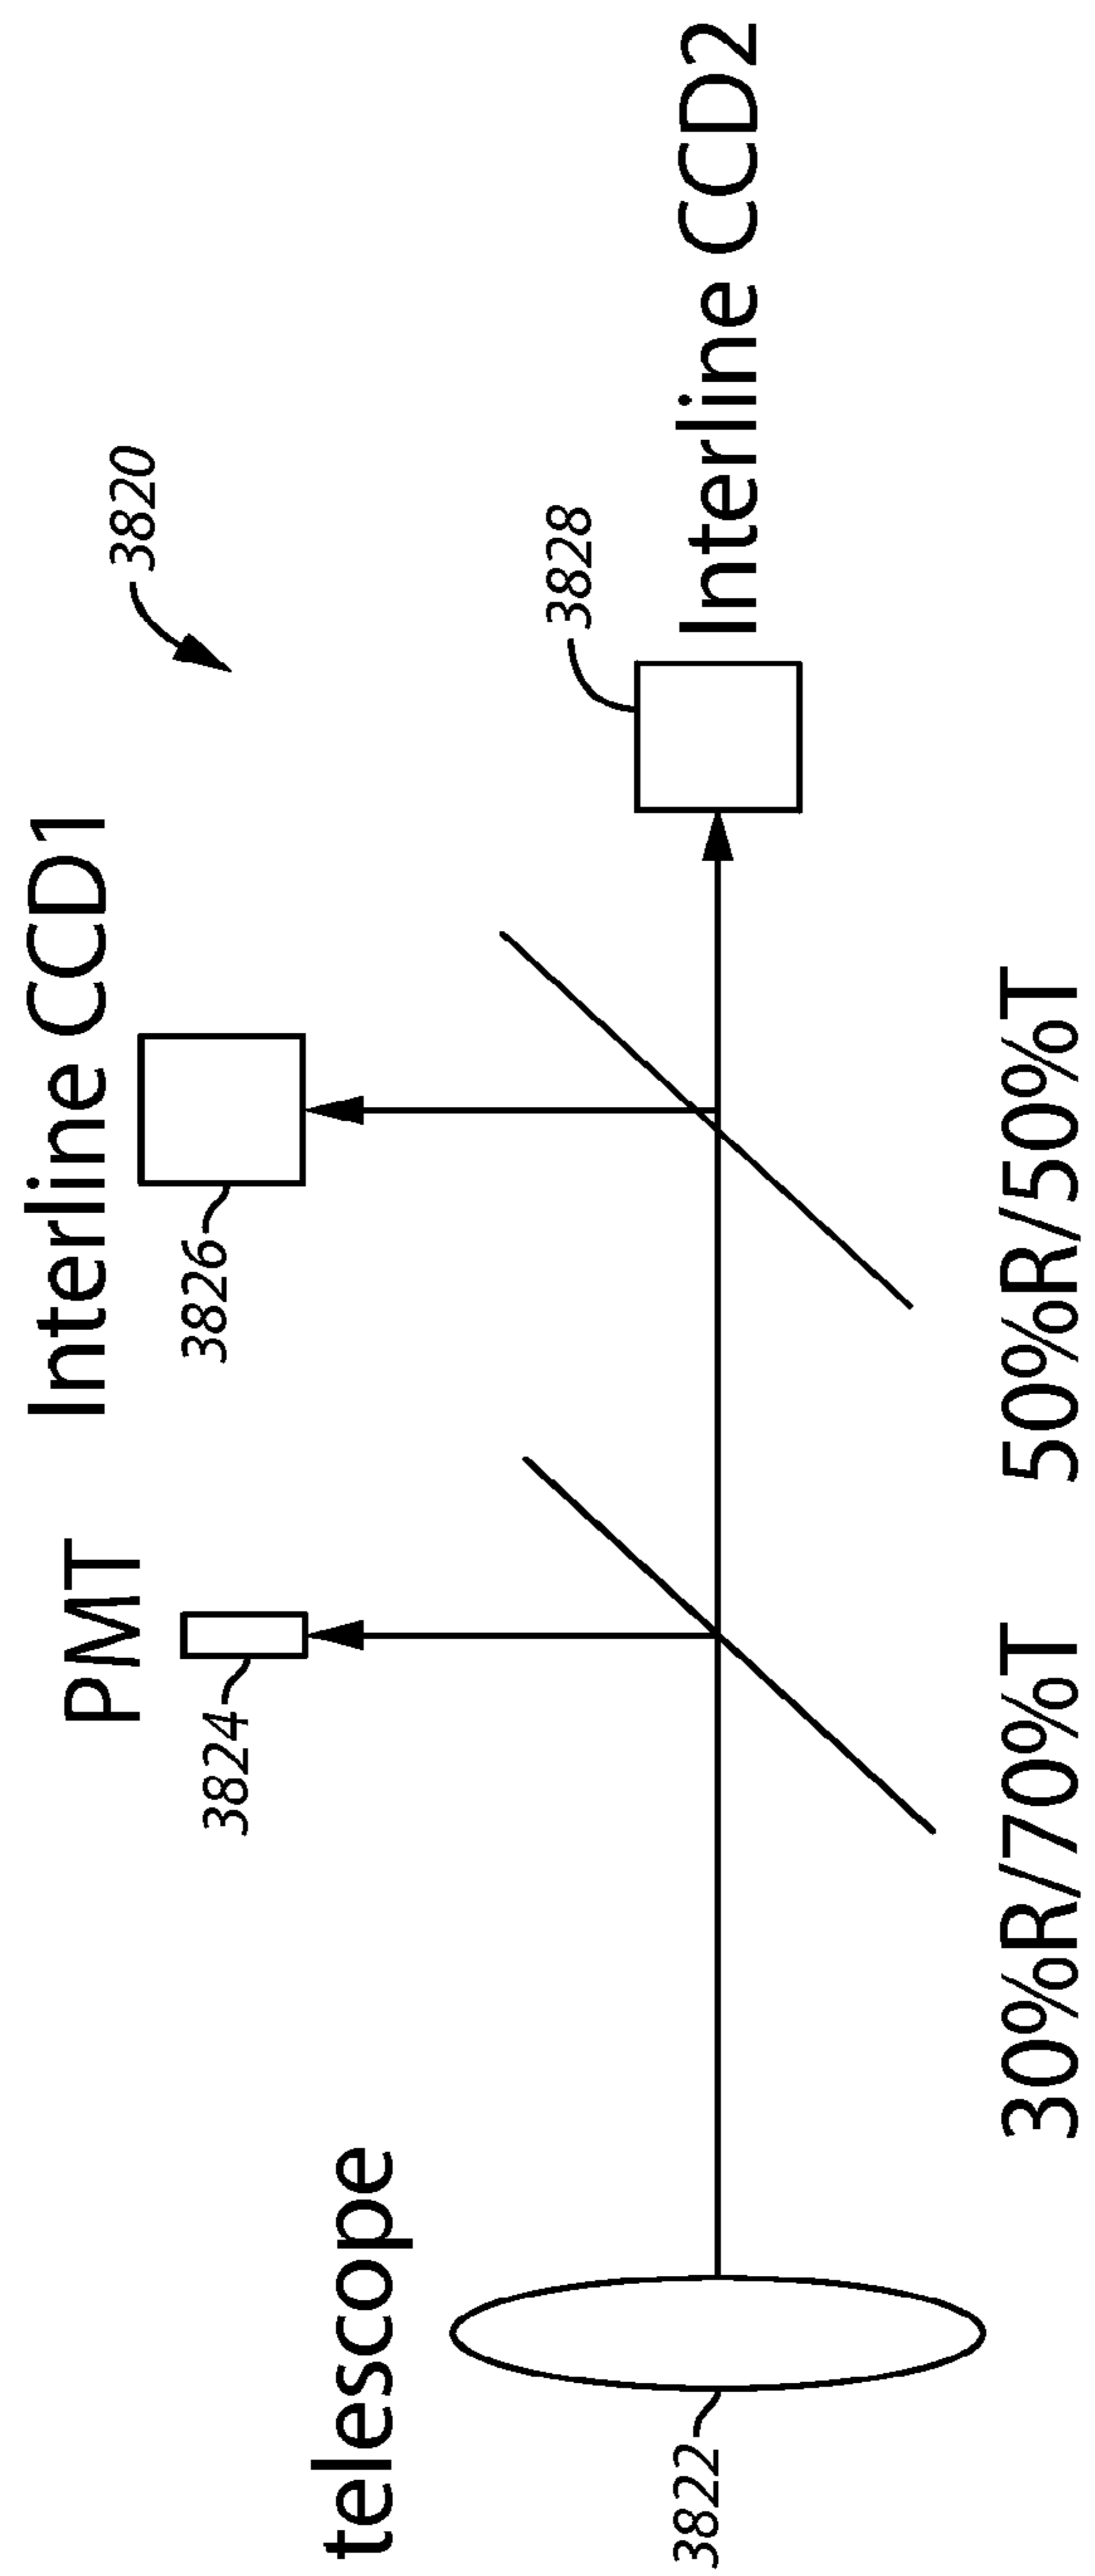 3820
Interline CCD1
3826
PMT
3824
telescope
3822
3828
Interline CCD2
30%R/70%T
50%R/50%T